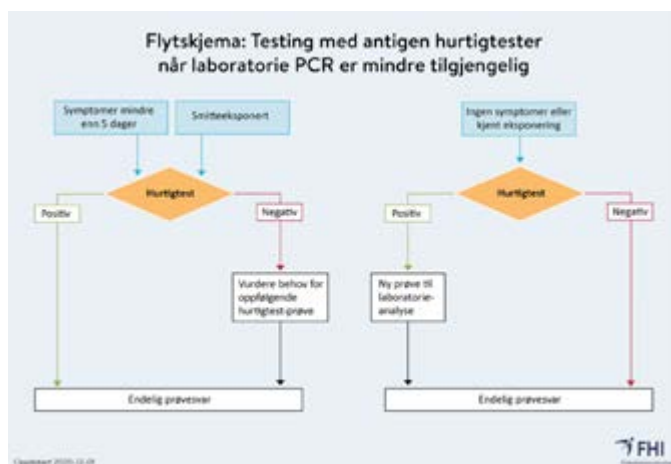 Flytskjema: Testing med antigen hurtigtester
når laboratorie PCR er mindre tilgjengelig
Symptomer mindre
enn 5 dager
Smitteeksponert
Hurtigtest
Positiv
Negativ
Vurdere behov for
oppfølgende
hurtigtest-prøve
Endelig prøvesvar
Ingen symptomer eller
kjent eksponering
Hurtigtest
Positiv
Negativ
Ny prøve til
laboratorie-
analyse
Endelig prøvesvar
FHI